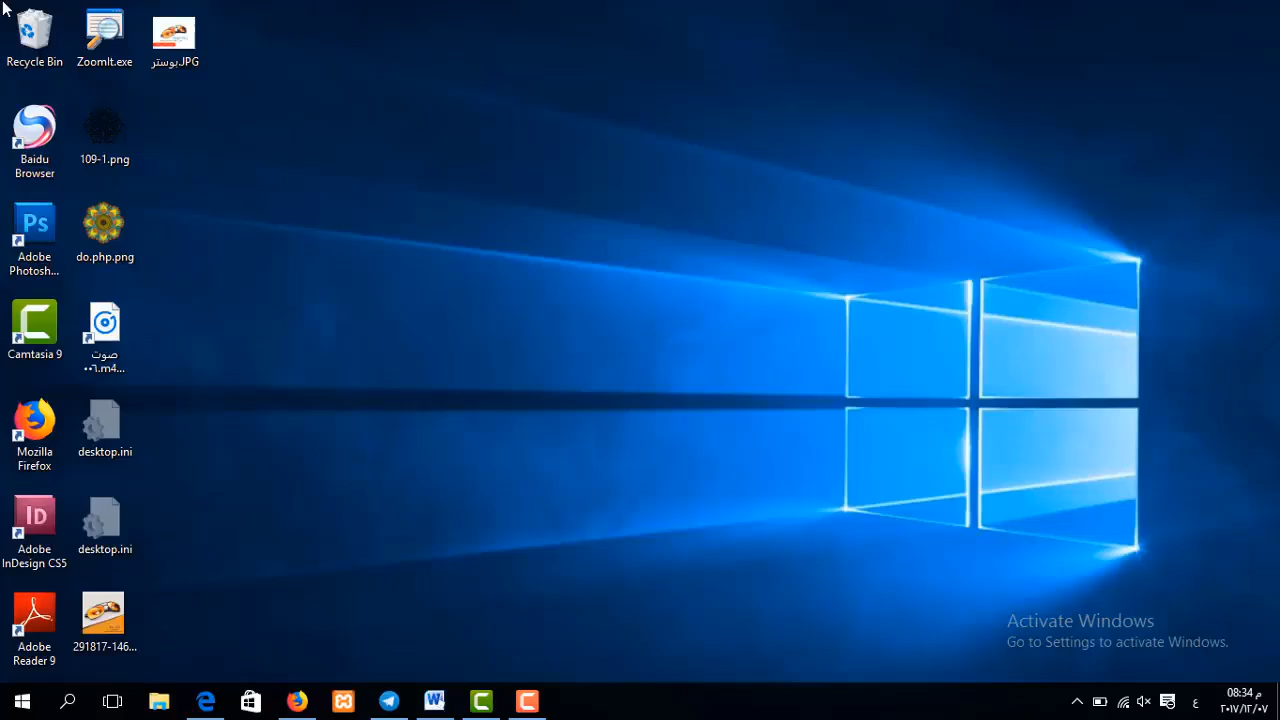 Recycle Bin
ZoomIt.exe
بوستر.JPG
Baidu
Browser
109-1.png
Adobe
Photosh...
do.php.png
Camtasia 9
صوت
٠٠٦.m4...
Mozilla
Firefox
desktop.ini
Adobe
InDesign CS5
desktop.ini
Adobe
Reader 9
291817-146...
Activate Windows
Go to Settings to activate Windows.
ع
08:34 م
٢٠١٧/١٢/٠٧